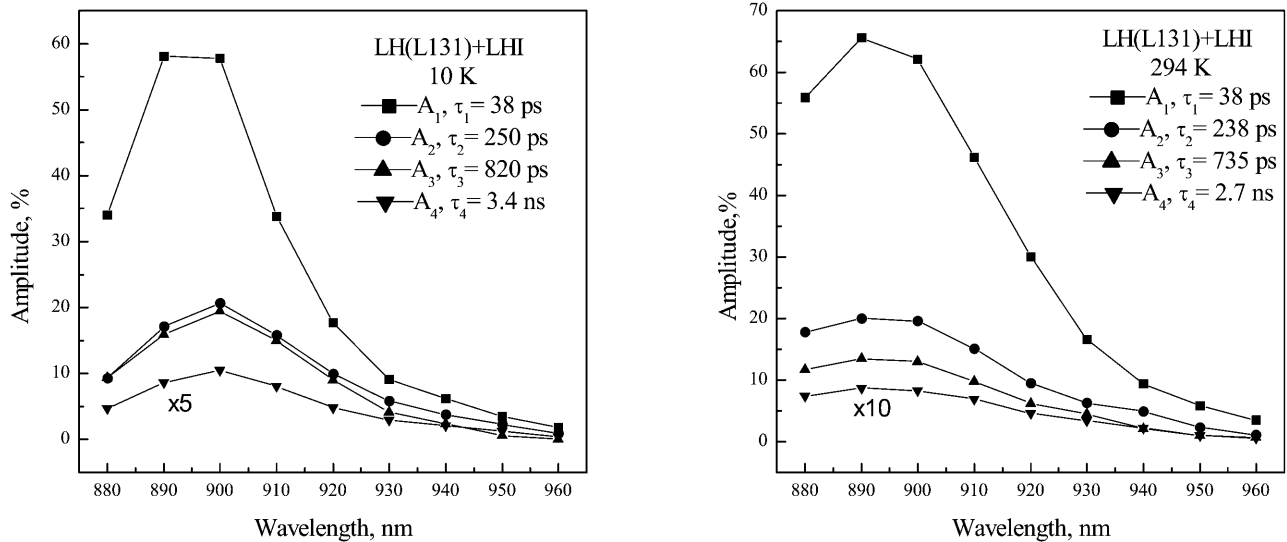 LH(L131)+LHI
10 K
A1, τ1= 38 ps
A2, τ2= 250 ps
A3, τ3= 820 ps
A4, τ4= 3.4 ns
x5
60
50
40
30
20
10
0
Amplitude, %
880 890 900 910 920 930 940 950 960
Wavelength, nm
LH(L131)+LHI
294 K
A1, τ1= 38 ps
A2, τ2= 238 ps
A3, τ3= 735 ps
A4, τ4= 2.7 ns
x10
70
60
50
40
30
20
10
0
Amplitude,%
880 890 900 910 920 930 940 950 960
Wavelength, nm